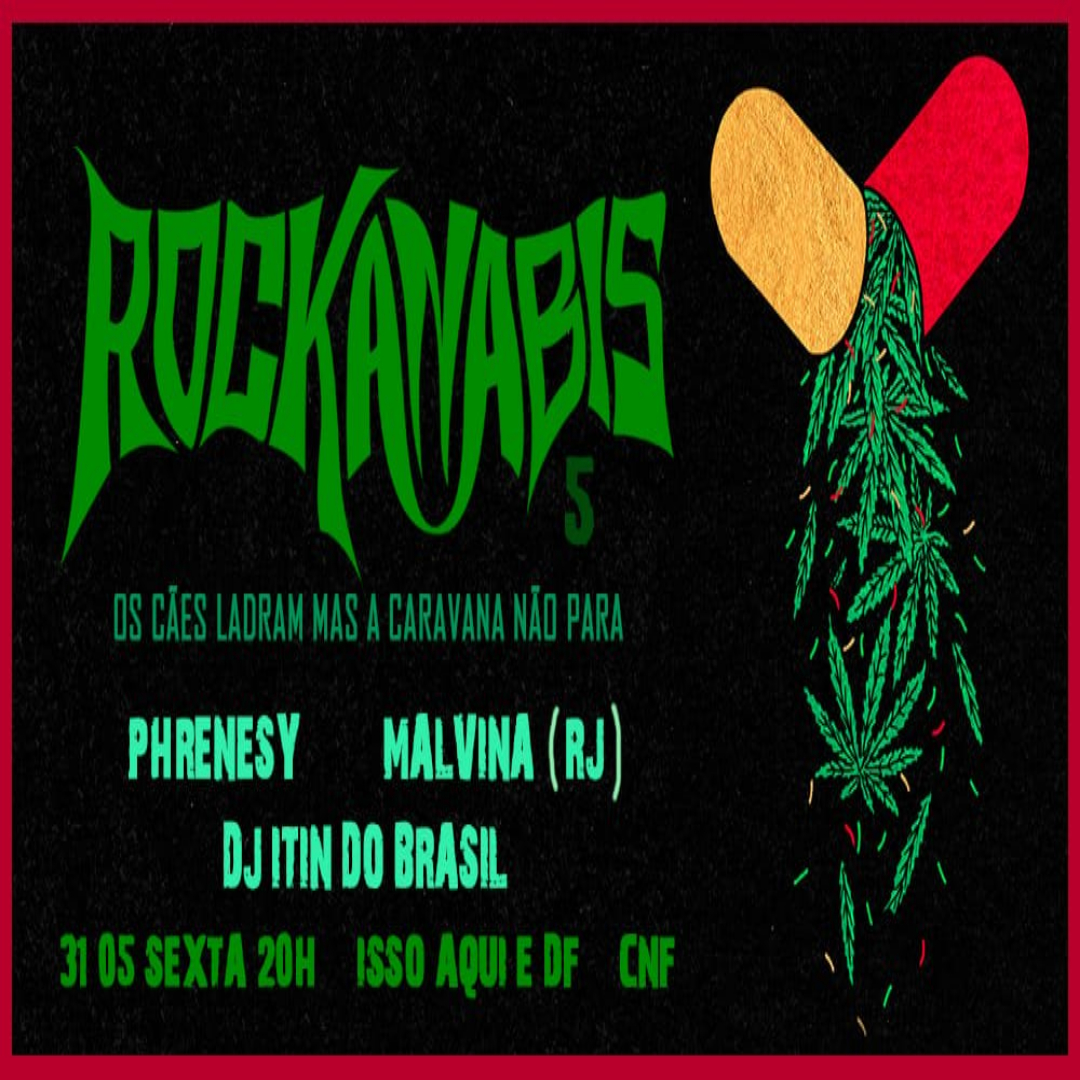 ROCKANABIS
5
OS CÃES LADRAM MAS A CARAVANA NÃO PARA
PHRENESY MALVINA (RJ)
DJ ITIN DO BRASIL
31 05 SEXTA 20H ISSO AQUI E DF CNF